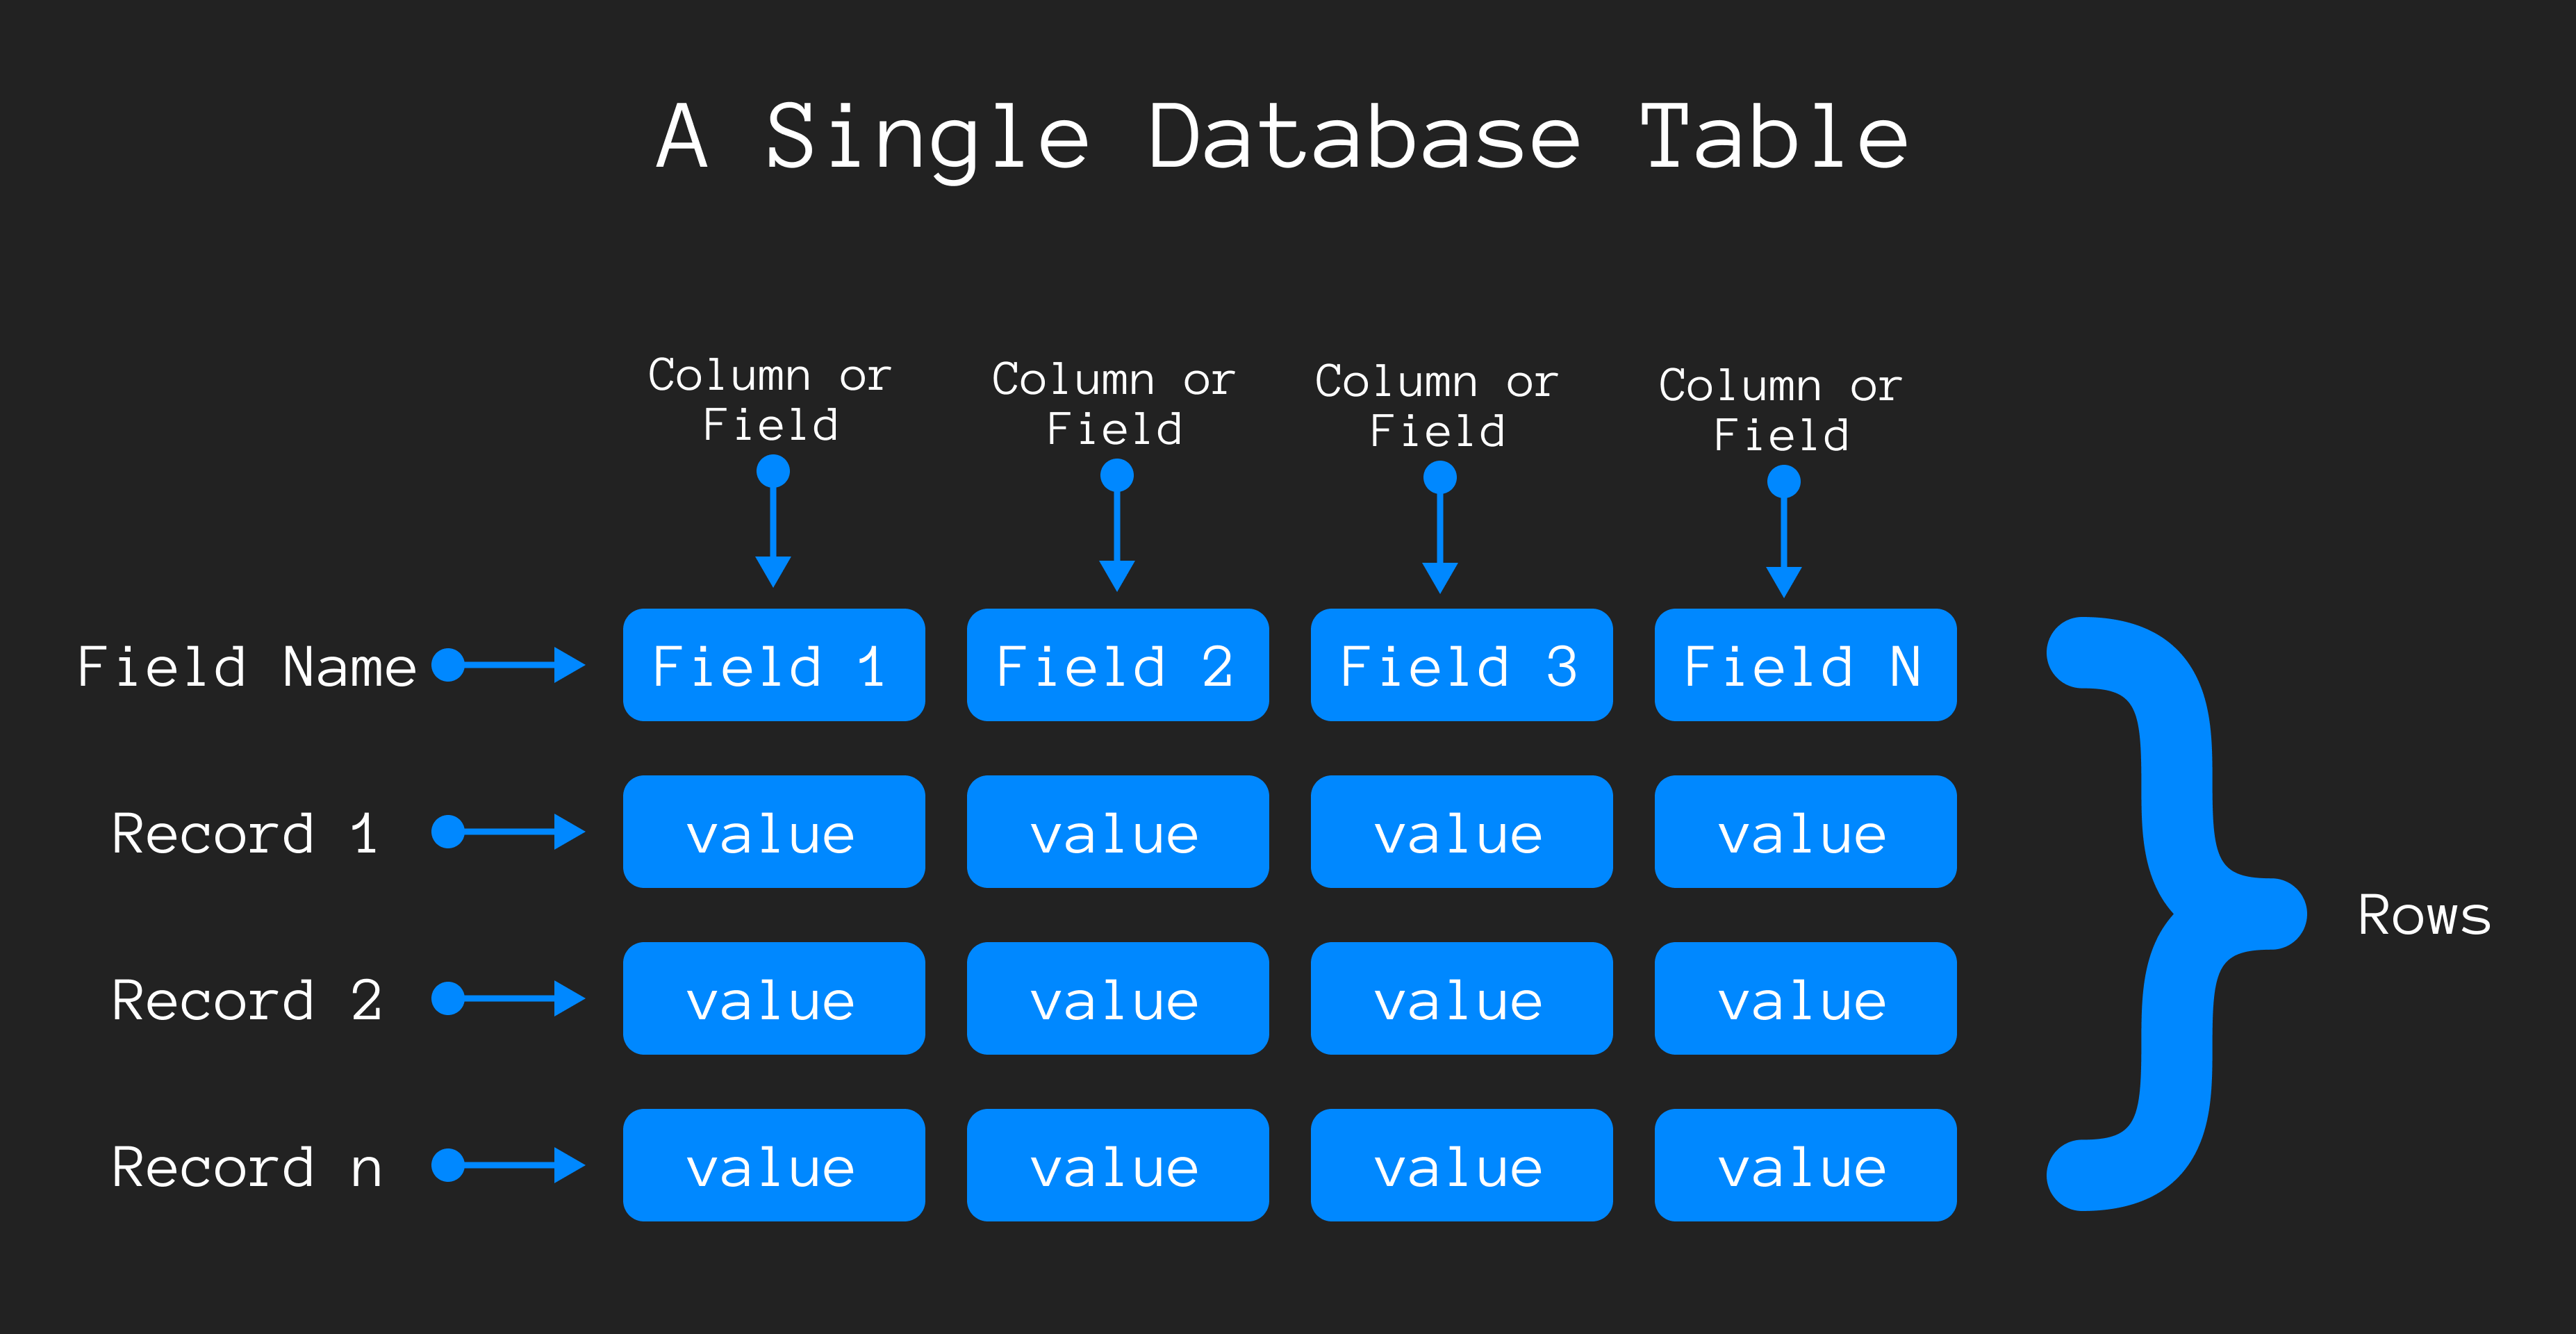 A Single Database Table
Column or
Field
Column or
Field
Column or
Field
Column or
Field
Field Name
Field 1
Field 2
Field 3
Field N
Record 1
value
value
value
value
Rows
Record 2
value
value
value
value
Record n
value
value
value
value